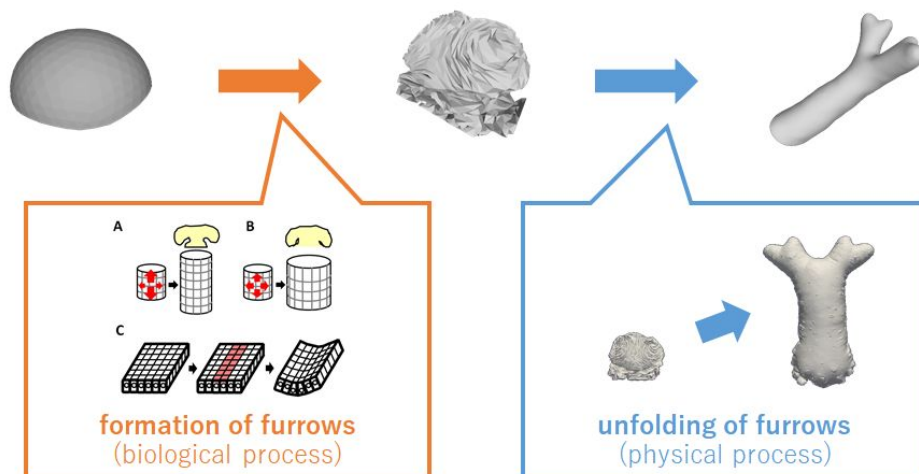 A
B
C
formation of furrows
(biological process)
unfolding of furrows
(physical process)